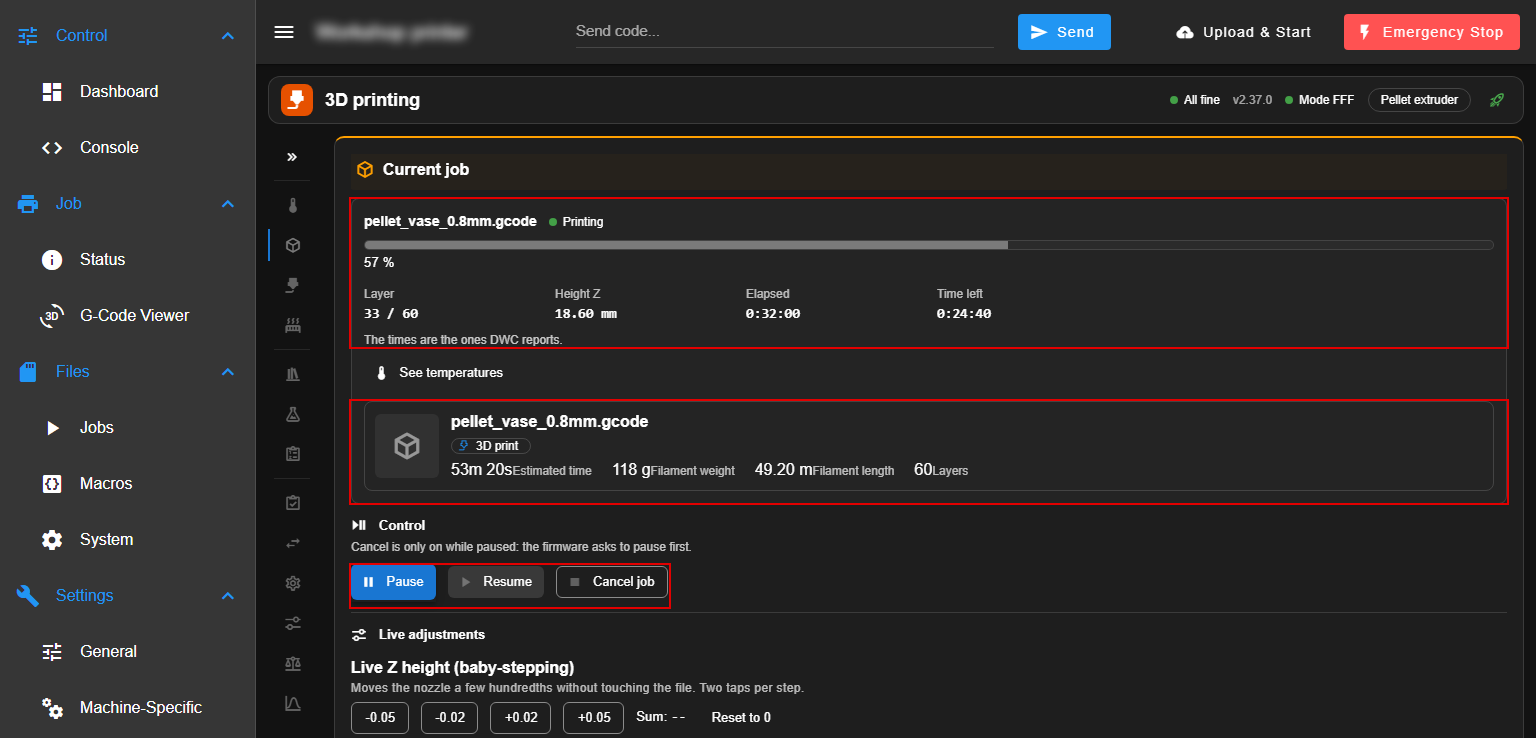 Control
Dashboard
Console
Job
Status
3D
G-Code Viewer
Files
Jobs
Macros
System
Settings
General
Machine-Specific
Send code...
Send
Upload & Start
Emergency Stop
3D printing
All fine
v2.37.0
Mode FFF
Pellet extruder
Current job
pellet_vase_0.8mm.gcode
Printing
57 %
Layer
Height Z
Elapsed
Time left
33 / 60
18.60 mm
0:32:00
0:24:40
The times are the ones DWC reports.
See temperatures
pellet_vase_0.8mm.gcode
3D print
53m 20sEstimated time
118 gFilament weight
49.20 mFilament length
60Layers
Control
Cancel is only on while paused: the firmware asks to pause first.
Pause
Resume
Cancel job
Live adjustments
Live Z height (baby-stepping)
Moves the nozzle a few hundredths without touching the file. Two taps per step.
-0.05
-0.02
+0.02
+0.05
Sum: --
Reset to 0